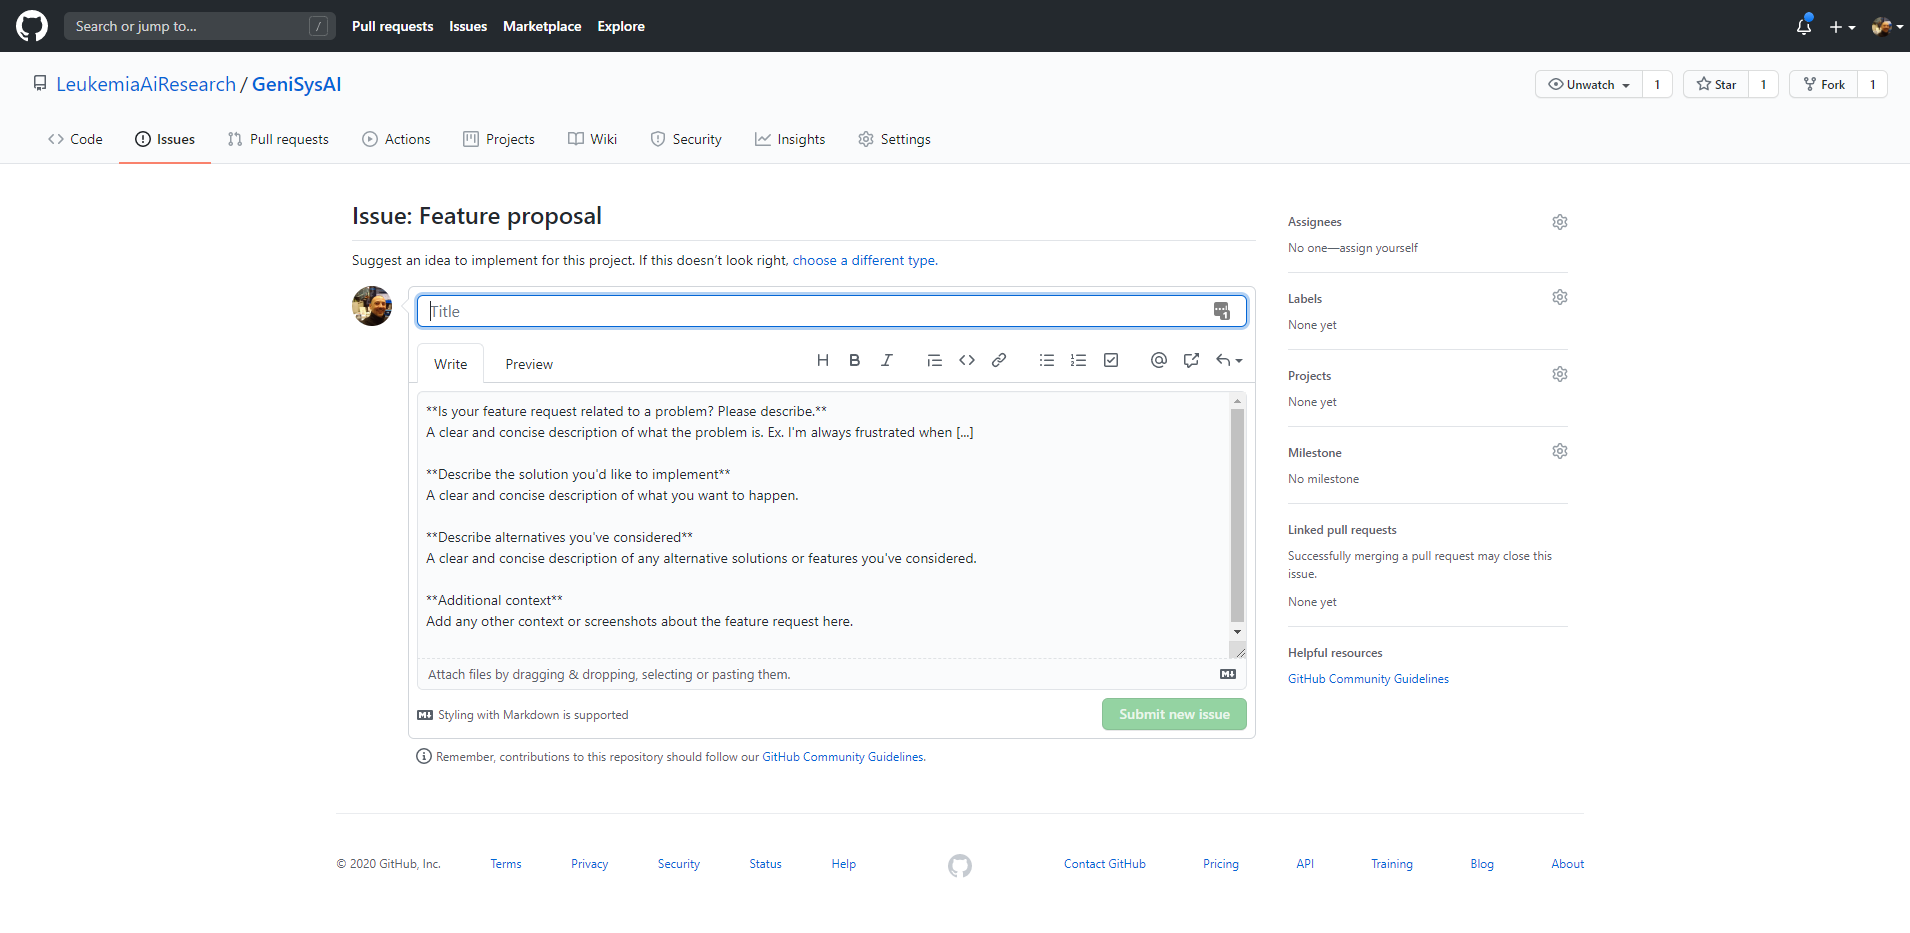 Search or jump to...
/
Pull requests
Issues
Marketplace
Explore
LeukemiaAiResearch / GeniSysAI
Unwatch
1
Star
1
Fork
1
Code
Issues
Pull requests
Actions
Projects
Wiki
Security
Insights
Settings
Issue: Feature proposal
Suggest an idea to implement for this project. If this doesn't look right, choose a different type.
Title
1
Write
Preview
H B I
**Is your feature request related to a problem? Please describe.**
A clear and concise description of what the problem is. Ex. I'm always frustrated when [...]
**Describe the solution you'd like to implement**
A clear and concise description of what you want to happen.
**Describe alternatives you've considered**
A clear and concise description of any alternative solutions or features you've considered.
**Additional context**
Add any other context or screenshots about the feature request here.
Attach files by dragging & dropping, selecting or pasting them.
Styling with Markdown is supported
Submit new issue
Remember, contributions to this repository should follow our GitHub Community Guidelines.
Assignees
No one—assign yourself
Labels
None yet
Projects
None yet
Milestone
No milestone
Linked pull requests
Successfully merging a pull request may close this
issue.
None yet
Helpful resources
GitHub Community Guidelines
© 2020 GitHub, Inc.
Terms
Privacy
Security
Status
Help
Contact GitHub
Pricing
API
Training
Blog
About